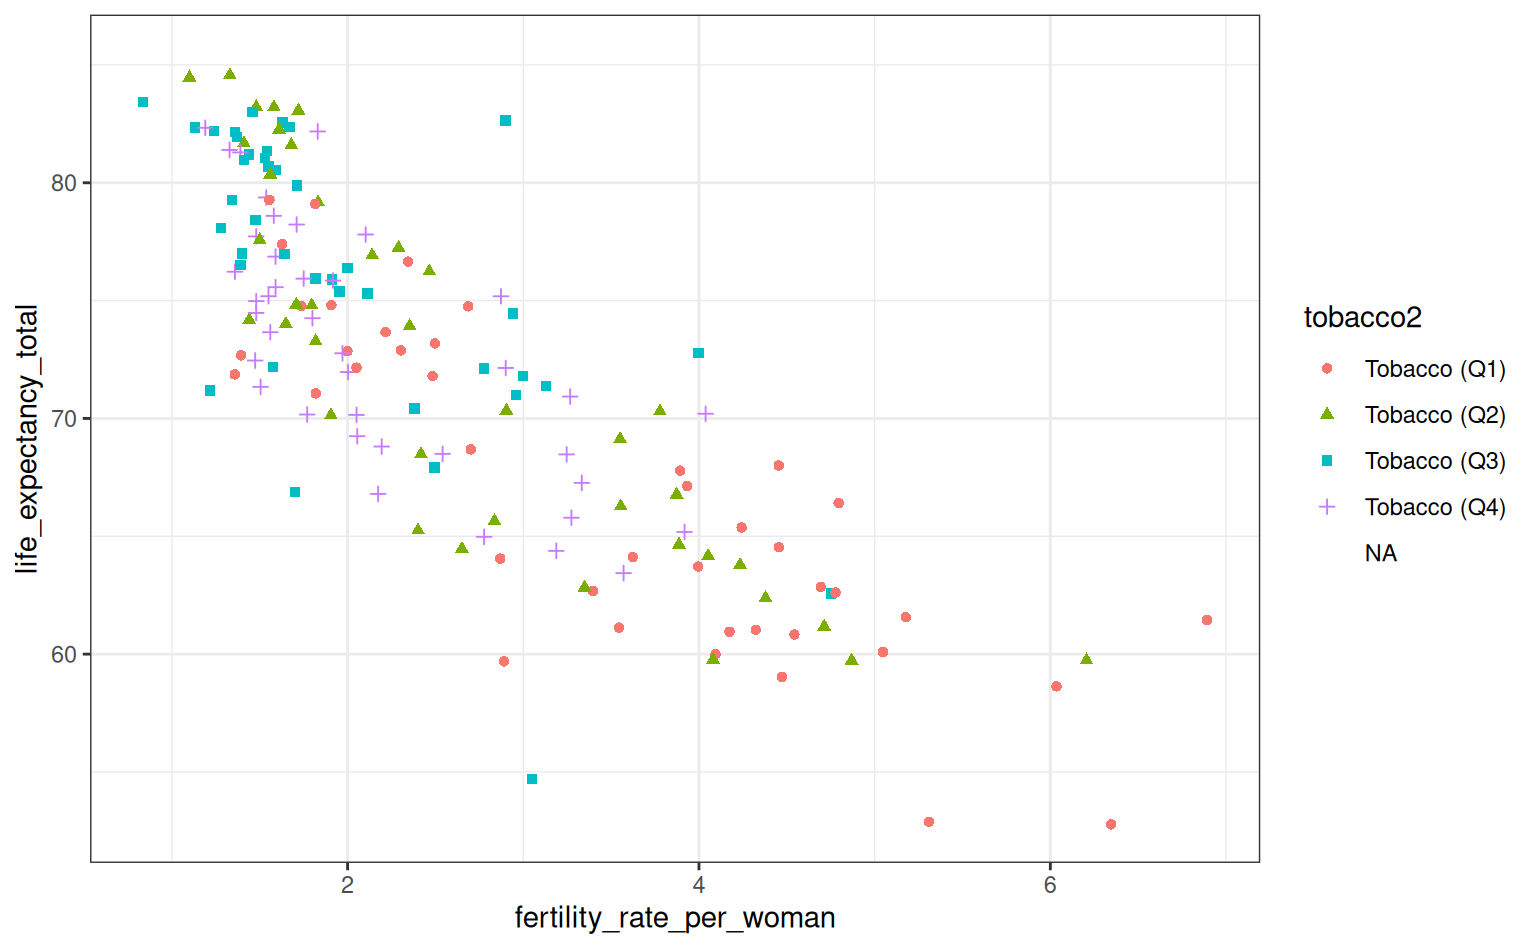 life_expectancy_total
80
70
60
2
4
6
fertility_rate_per_woman
tobacco2
Tobacco (Q1)
Tobacco (Q2)
Tobacco (Q3)
Tobacco (Q4)
NA